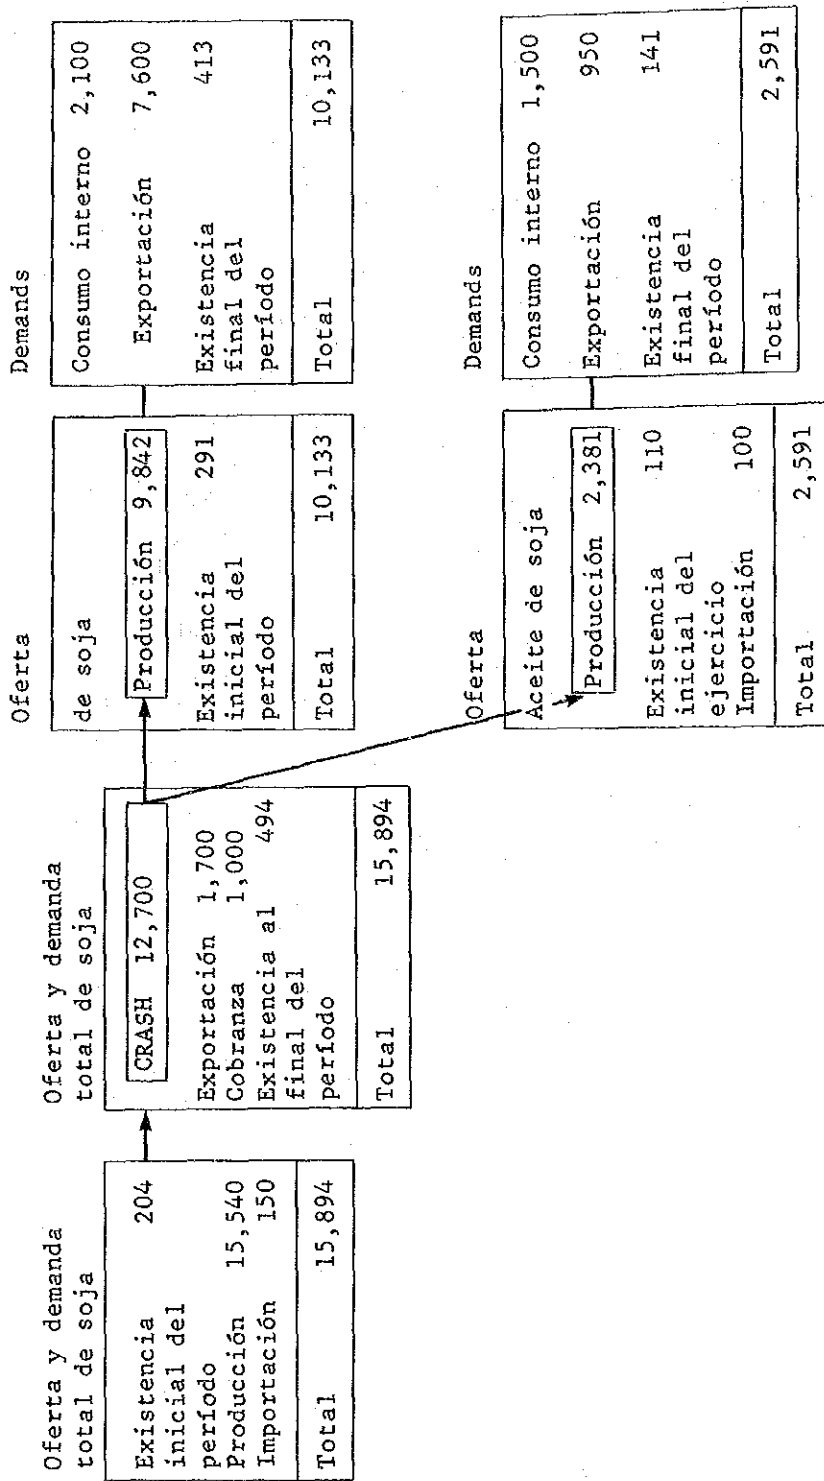 Oferta y demanda
total de soja
Existencia 204
inicial del
período
Producción 15,540
Importación 150
Total 15,894
Oferta y demanda
total de soja
CRASH 12,700
Exportación 1,700
Cobranza 1,000
Existencia al 494
final del
período
Total 15,894
Oferta
de soja
Producción 9,842
Existencia 291
inicial del
período
Total 10,133
Demands
Consumo interno 2,100
Exportación 7,600
Existencia 413
final del
período
Total 10,133
Oferta
Aceite de soja
Producción 2,381
Existencia 110
inicial del
ejercicio
Importación 100
Total 2,591
Demands
Consumo interno 1,500
Exportación 950
Existencia 141
final del
período
Total 2,591